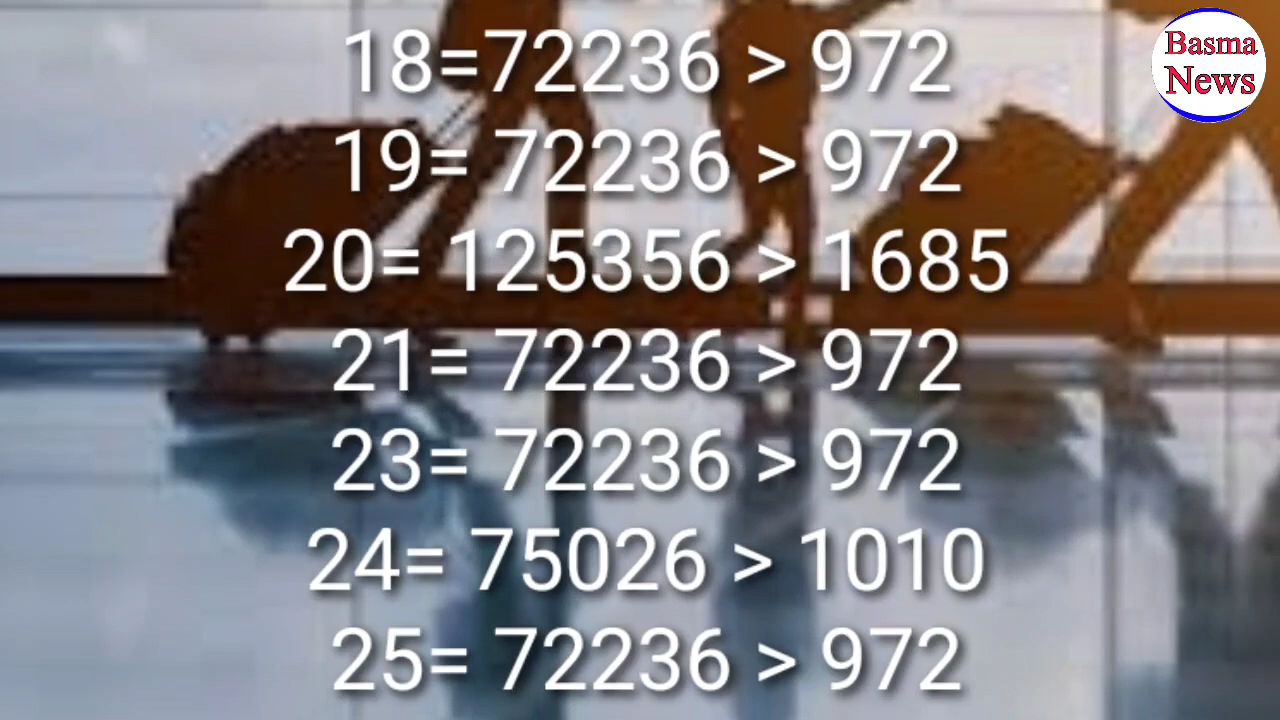 18=72236 > 972
Basma
News
19= 72236 > 972
20= 125356 > 1685
21= 72236 > 972
23= 72236 > 972
24= 75026 > 1010
25= 72236 > 972